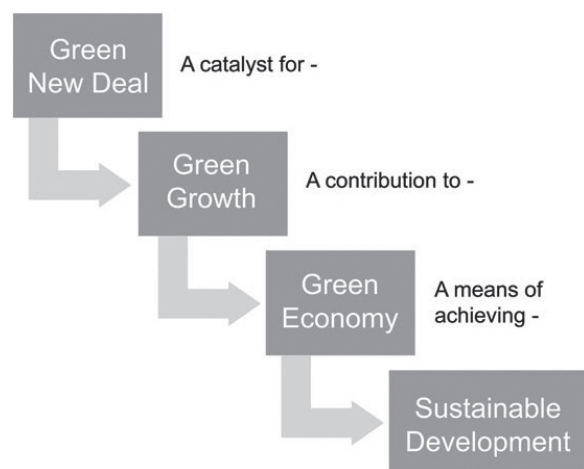 Green
New Deal
A catalyst for -
Green
Growth
A contribution to -
Green
Economy
A means of
achieving -
Sustainable
Development